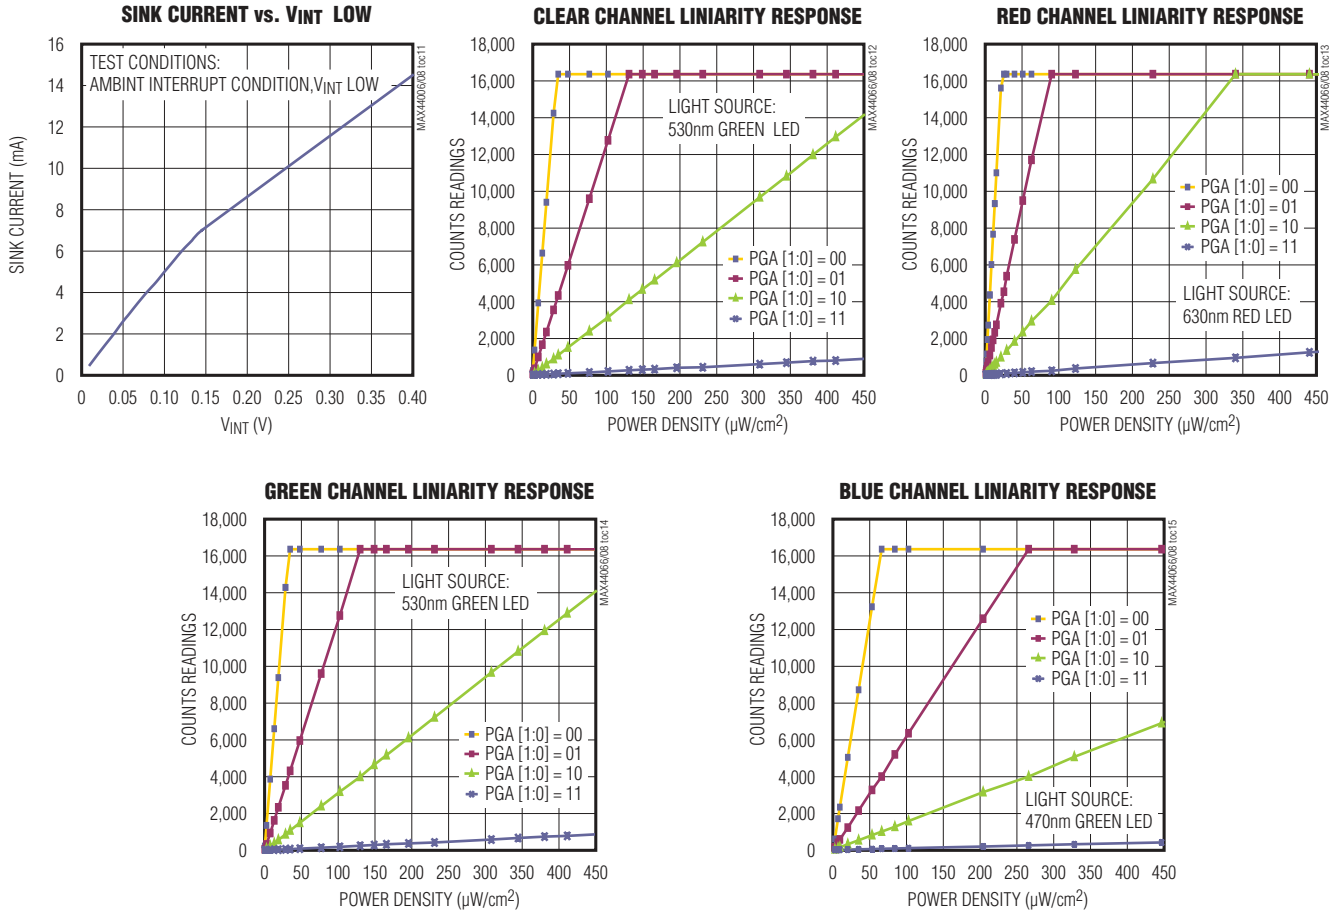 SINK CURRENT vs. VINT LOW
16
14
12
10
8
6
4
2
0
SINK CURRENT (mA)
TEST CONDITIONS:
AMBINT INTERRUPT CONDITION,VINT LOW
0 0.05 0.10 0.15 0.20 0.25 0.30 0.35 0.40
VINT (V)
MAX44006/08 toc11
CLEAR CHANNEL LINIARITY RESPONSE
18,000
16,000
14,000
12,000
10,000
8,000
6,000
4,000
2,000
0
COUNTS READINGS
LIGHT SOURCE:
530nm GREEN LED
PGA [1:0] = 00
PGA [1:0] = 01
PGA [1:0] = 10
PGA [1:0] = 11
0 50 100 150 200 250 300 350 400 450
POWER DENSITY (µW/cm2)
MAX44066/08 toc12
RED CHANNEL LINIARITY RESPONSE
18,000
16,000
14,000
12,000
10,000
8,000
6,000
4,000
2,000
0
COUNTS READINGS
PGA [1:0] = 00
PGA [1:0] = 01
PGA [1:0] = 10
PGA [1:0] = 11
LIGHT SOURCE:
630nm RED LED
0 50 100 150 200 250 300 350 400 450
POWER DENSITY (µW/cm2)
MAX44066/08 toc13
GREEN CHANNEL LINIARITY RESPONSE
18,000
16,000
14,000
12,000
10,000
8,000
6,000
4,000
2,000
0
COUNTS READINGS
LIGHT SOURCE:
530nm GREEN LED
PGA [1:0] = 00
PGA [1:0] = 01
PGA [1:0] = 10
PGA [1:0] = 11
0 50 100 150 200 250 300 350 400 450
POWER DENSITY (µW/cm2)
MAX44066/08 toc14
BLUE CHANNEL LINIARITY RESPONSE
18,000
16,000
14,000
12,000
10,000
8,000
6,000
4,000
2,000
0
COUNTS READINGS
PGA [1:0] = 00
PGA [1:0] = 01
PGA [1:0] = 10
PGA [1:0] = 11
LIGHT SOURCE:
470nm GREEN LED
0 50 100 150 200 250 300 350 400 450
POWER DENSITY (µW/cm2)
MAX44066/08 toc15